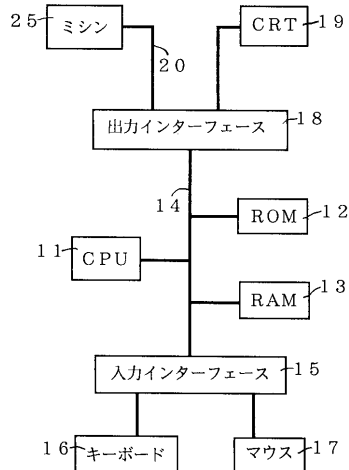 25
ミシン
CRT
19
20
出力インターフェース
18
14
ROM
12
11
CPU
RAM
13
入力インターフェース
15
16
キーボード
マウス
17